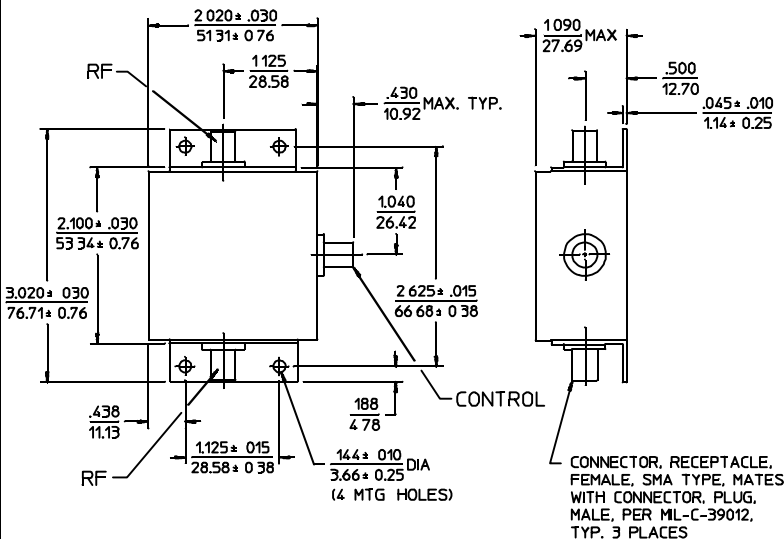 2 020± .030
51 31± 0 76
1 125
28.58
RF
.430
10.92
MAX. TYP.
1 090
27.69
MAX
.500
12.70
.045± .010
1.14± 0.25
2.100± .030
53 34± 0.76
1.040
26.42
3.020± 030
76.71± 0.76
2 625± .015
66 68± 0 38
.438
11.13
188
4 78
CONTROL
1.125± 015
28.58± 0 38
RF
144± 010
3.66± 0.25
DIA
(4 MTG HOLES)
CONNECTOR, RECEPTACLE,
FEMALE, SMA TYPE, MATES
WITH CONNECTOR, PLUG,
MALE, PER MIL-C-39012,
TYP. 3 PLACES